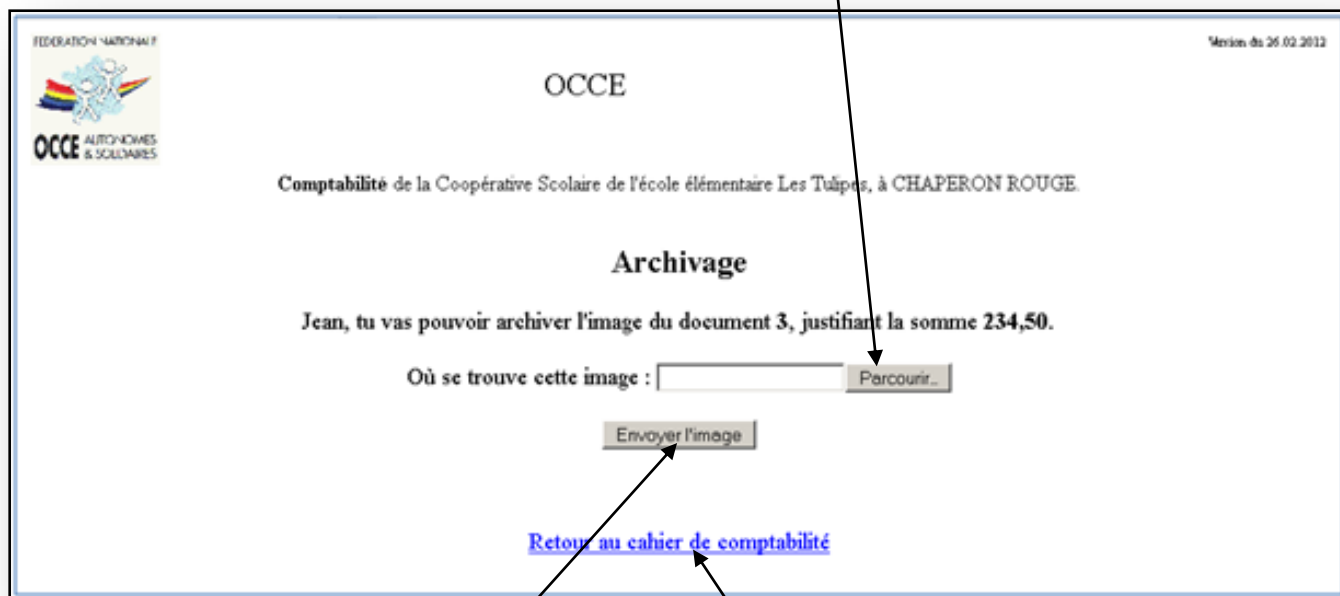 FEDERATION NATIONALE
Version du 26.02.2012
OCCE
OCCE AUTONOMES
& SOLIDAIRES
Comptabilité de la Coopérative Scolaire de l'école élémentaire Les Tulipes, à CHAPERON ROUGE.
Archivage
Jean, tu vas pouvoir archiver l'image du document 3, justifiant la somme 234,50.
Où se trouve cette image : Parcourir...
Envoyer l'image
Retour au cahier de comptabilité